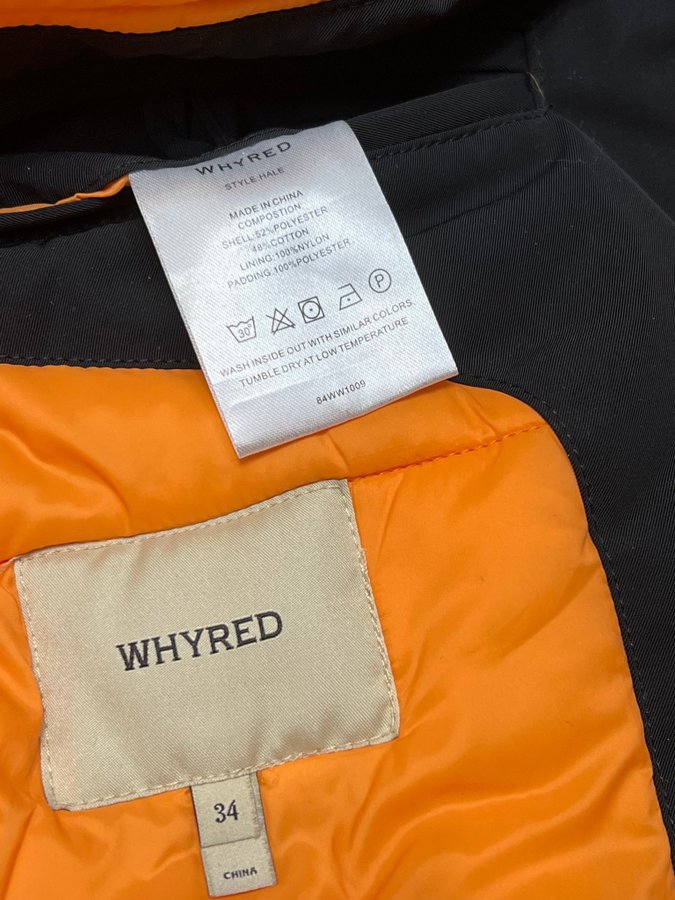 WHYRED
STYLE HALE
MADE IN CHINA
COMPOSTION
SHELL:52%POLYESTER
48%COTTON
LINING:100%NYLON
PADDING:100%POLYESTER
30°
P
WASH INSIDE OUT WITH SIMILAR COLORS
TUMBLE DRY AT LOW TEMPERATURE
84WW1009
WHYRED
34
CHINA